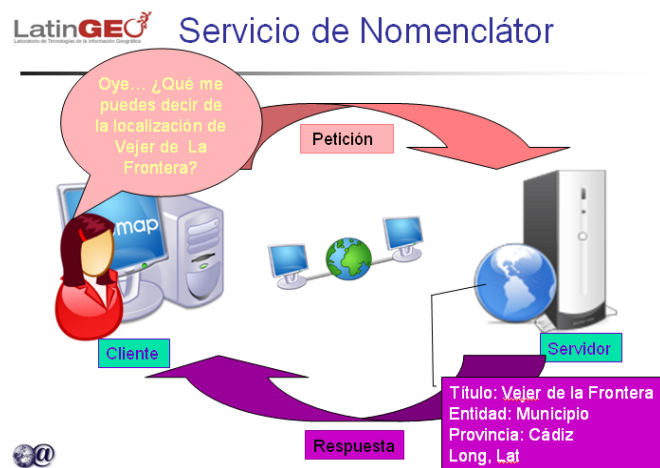 LatinGEO
Laboratorio de Tecnologías de la Información Geográfica
Servicio de Nomenclátor
Oye... ¿Qué me
puedes decir de
la localización de
Vejer de La
Frontera?
Petición
map
Cliente
Servidor
Título: Vejer de la Frontera
Entidad: Municipio
Provincia: Cádiz
Long, Lat
Respuesta
@